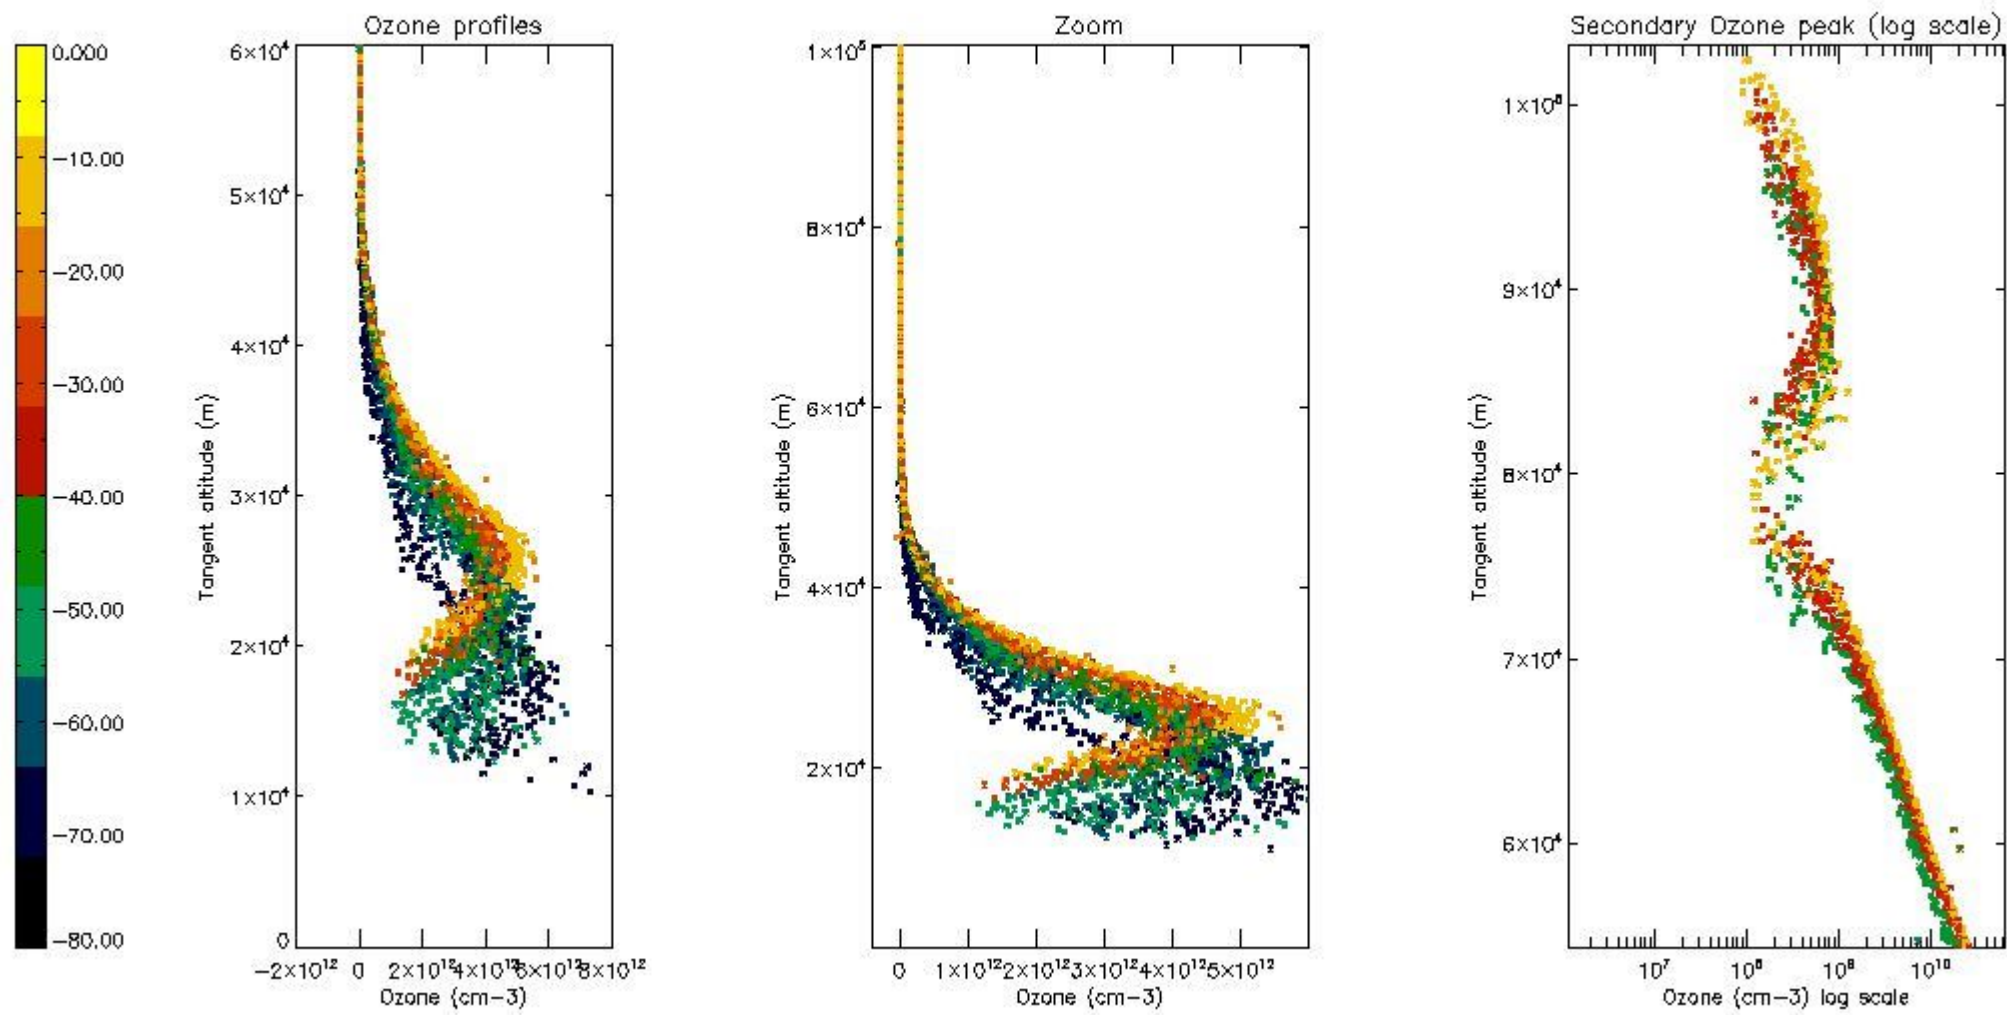 Ozone profiles
Zoom
Secondary Ozone peak (log scale)
0.000
−10.00
−20.00
−30.00
−40.00
−50.00
−60.00
−70.00
−80.00
6×10⁴
5×10⁴
4×10⁴
3×10⁴
2×10⁴
1×10⁴
0
Tangent altitude (m)
−2×10¹² 0 2×10¹² 4×10¹² 6×10¹² 8×10¹²
Ozone (cm−3)
1×10⁵
8×10⁴
6×10⁴
4×10⁴
2×10⁴
Tangent altitude (m)
0 1×10¹² 2×10¹² 3×10¹² 4×10¹² 5×10¹²
Ozone (cm−3)
1×10⁵
9×10⁴
8×10⁴
7×10⁴
6×10⁴
Tangent altitude (m)
10⁷ 10⁸ 10⁹ 10¹⁰
Ozone (cm−3) log scale